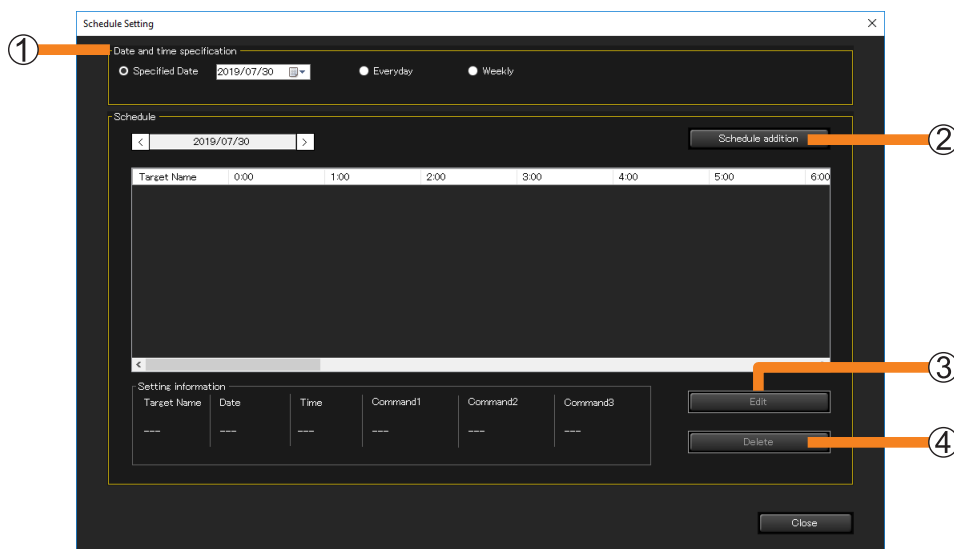 Schedule Setting
① Date and time specification
Specified Date 2019/07/30 Everyday Weekly
Schedule
< 2019/07/30 > Schedule addition ②
Target Name 0:00 1:00 2:00 3:00 4:00 5:00 6:00
③
Setting information
Target Name Date Time Command1 Command2 Command3 Edit
--- --- --- --- --- ---
Delete ④
Close